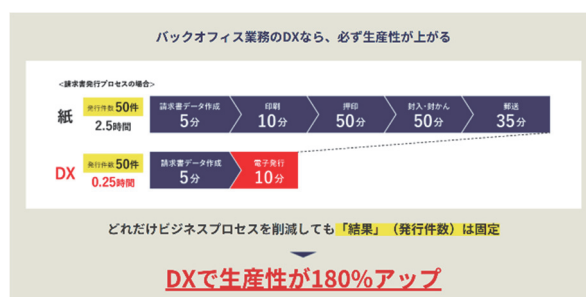 バックオフィス業務のDXなら、必ず生産性が上がる
<請求書発行プロセスの場合>
紙
発行件数50件
2.5時間
請求書データ作成
5分
印刷
10分
押印
50分
封入・封かん
50分
郵送
35分
DX
発行件数50件
0.25時間
請求書データ作成
5分
電子発行
10分
どれだけビジネスプロセスを削減しても「結果」（発行件数）は固定
DXで生産性が180%アップ